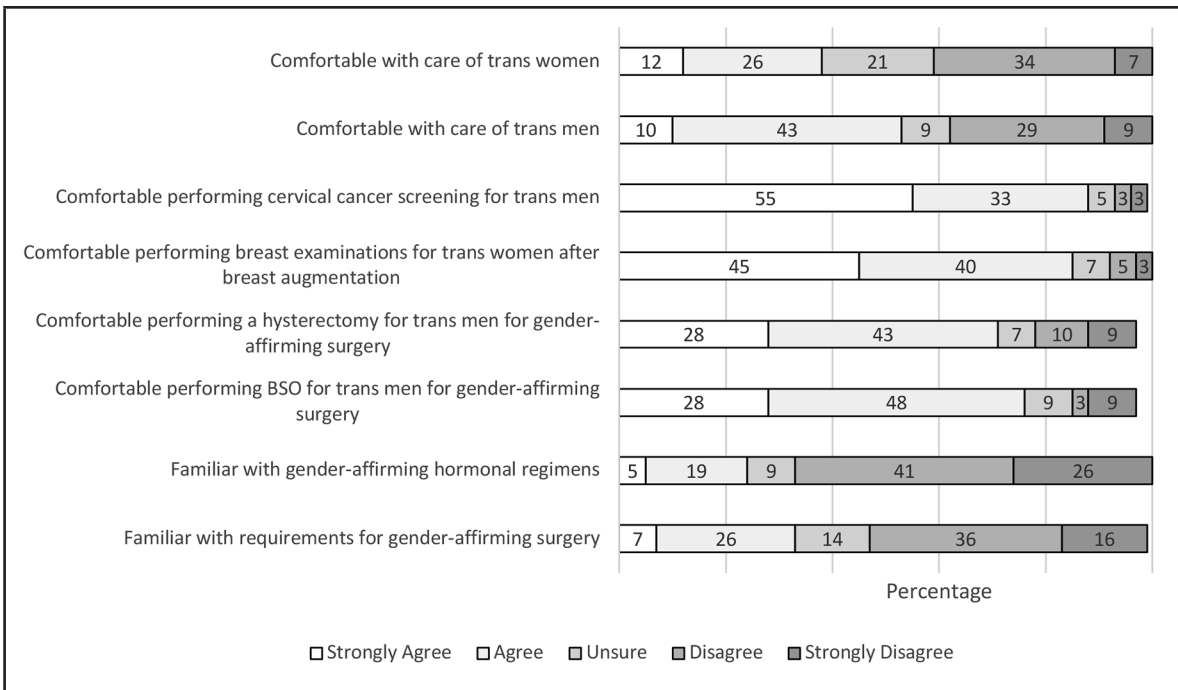 Comfortable with care of trans women
12 26 21 34 7
Comfortable with care of trans men
10 43 9 29 9
Comfortable performing cervical cancer screening for trans men
55 33 5 3 3
Comfortable performing breast examinations for trans women after
breast augmentation
45 40 7 5 3
Comfortable performing a hysterectomy for trans men for gender-
affirming surgery
28 43 7 10 9
Comfortable performing BSO for trans men for gender-affirming
surgery
28 48 9 3 9
Familiar with gender-affirming hormonal regimens
5 19 9 41 26
Familiar with requirements for gender-affirming surgery
7 26 14 36 16
Percentage
Strongly Agree Agree Unsure Disagree Strongly Disagree